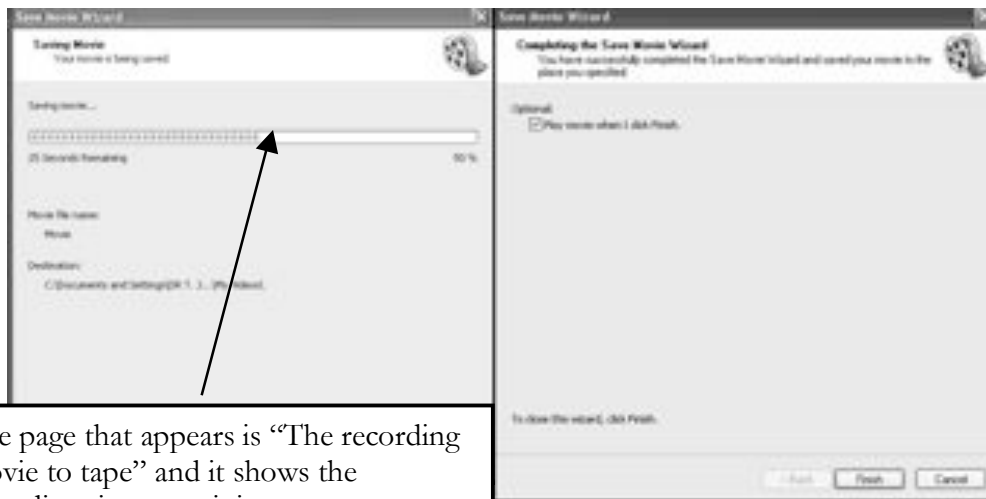 Save Movie Wizard
Saving Movie
Your movie is being saved
Saving movie...
25 Seconds Remaining
50 %
Movie file name:
Movie
Destination:
C:\Documents and Settings\
Save Movie Wizard
Completing the Save Movie Wizard
You have successfully completed the Save Movie Wizard and saved your movie to the
place you specified.
Optional:
Play movie when I click Finish.
To close this wizard, click Finish.
Finish
Cancel
page that appears is “The recording
to tape” and it shows the